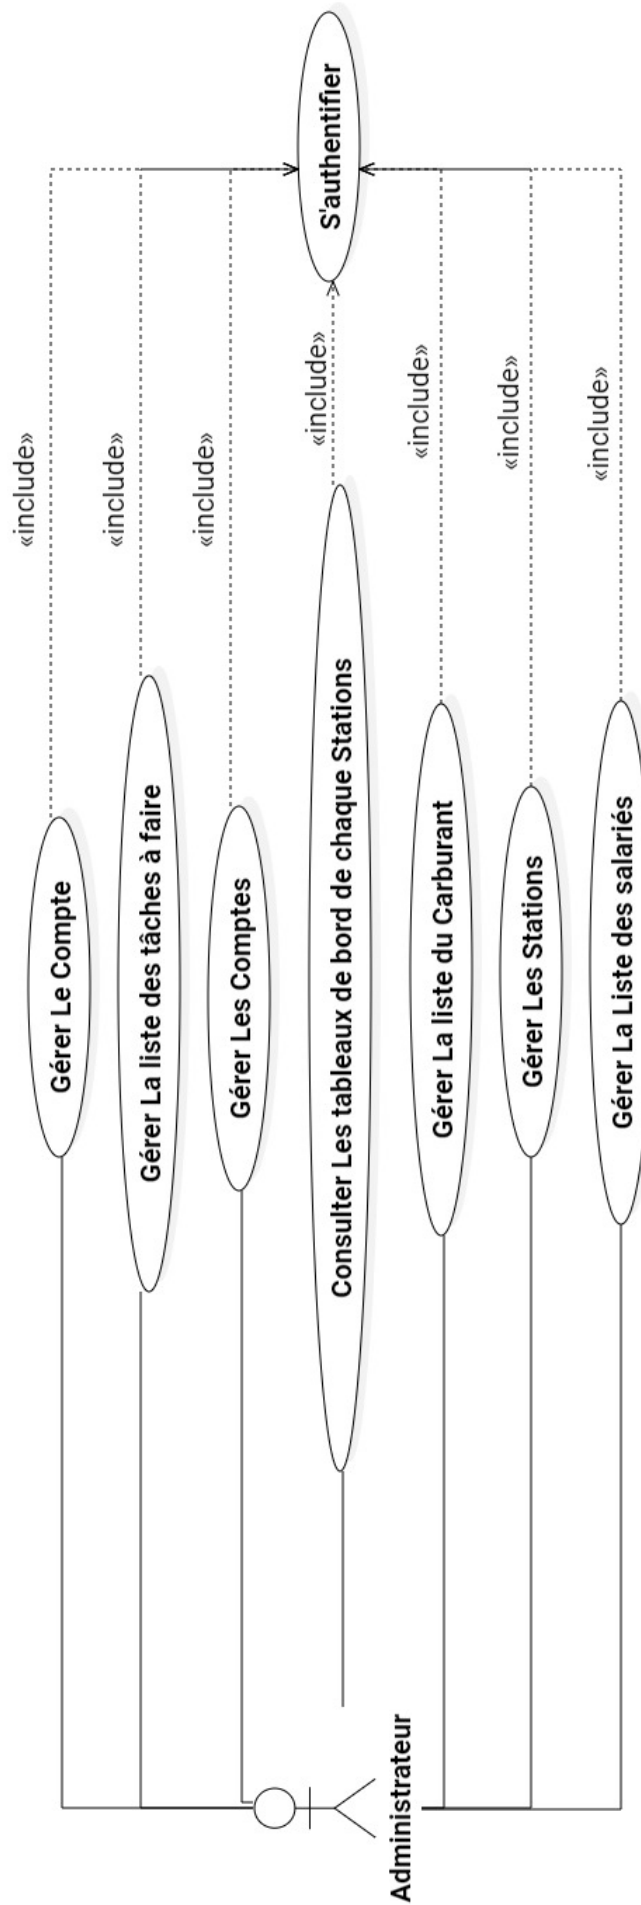 «include»
Gérer Le Compte
«include»
Gérer La liste des tâches à faire
«include»
Gérer Les Comptes
S'authentifier
«include»
Consulter Les tableaux de bord de chaque Stations
Administrateur
«include»
Gérer La liste du Carburant
«include»
Gérer Les Stations
«include»
Gérer La Liste des salariés